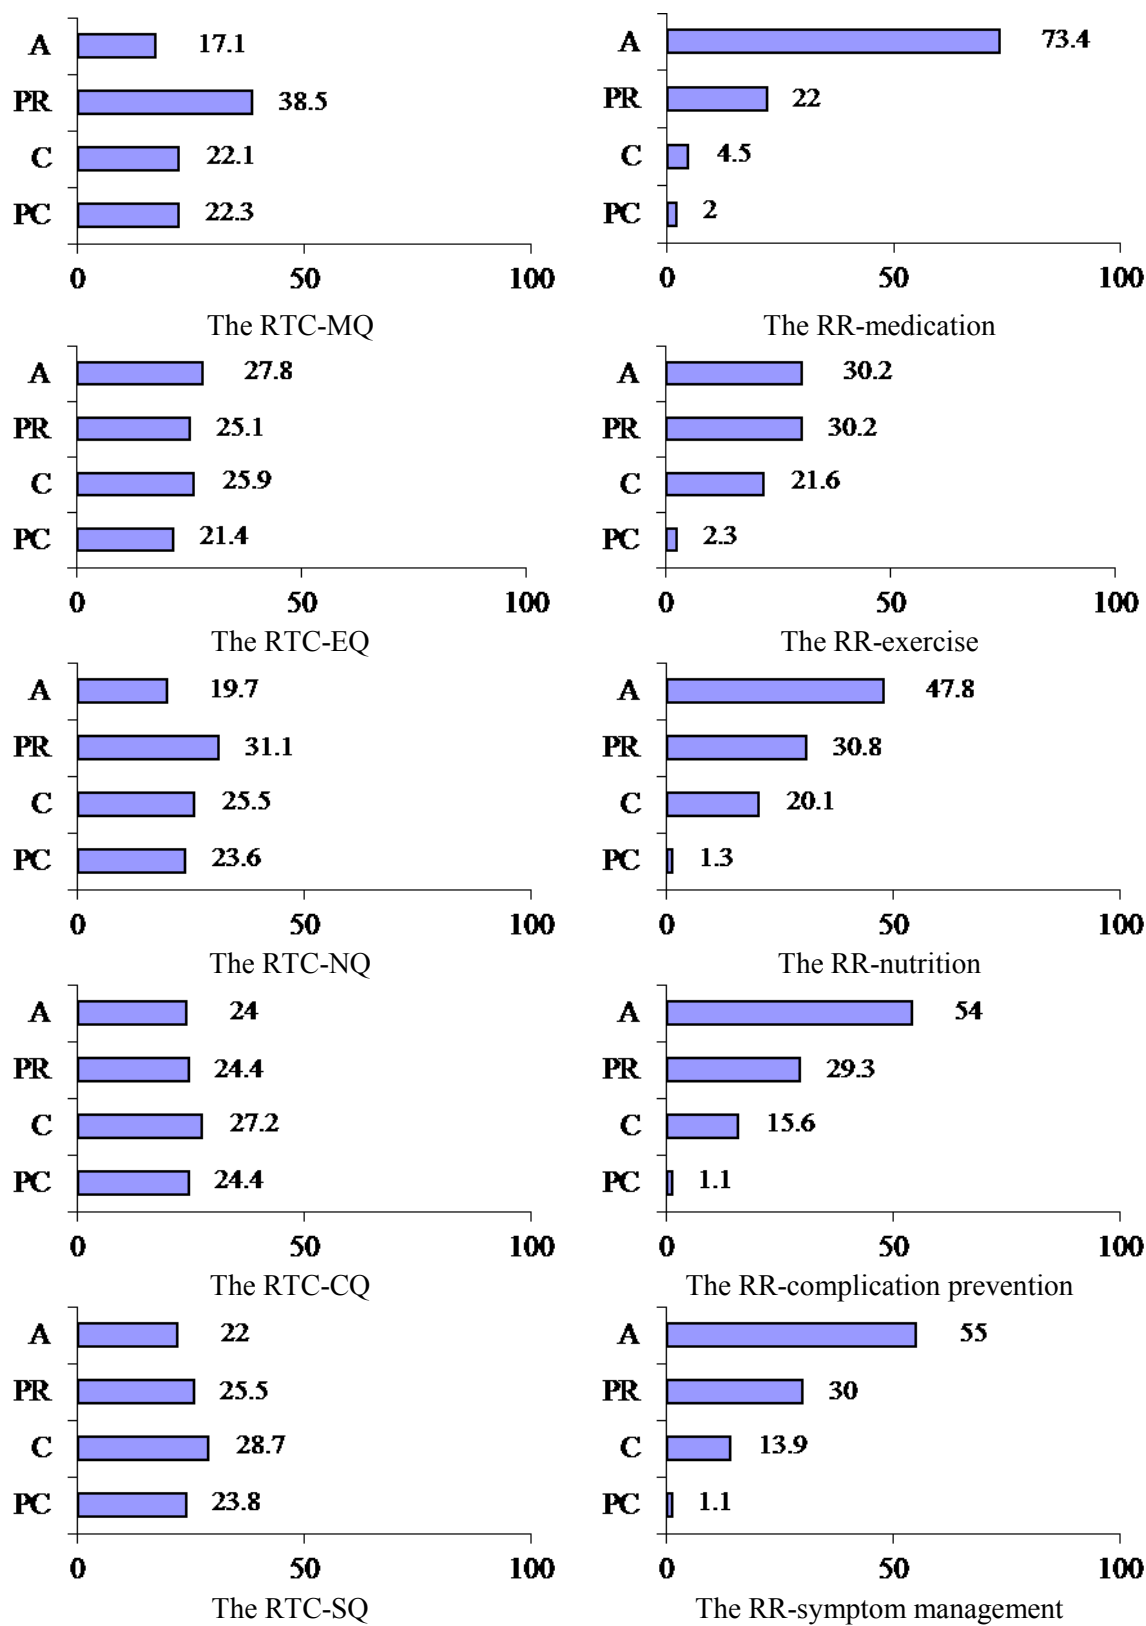 A 17.1
PR 38.5
C 22.1
PC 22.3
0 50 100
The RTC-MQ
A 73.4
PR 22
C 4.5
PC 2
0 50 100
The RR-medication
A 27.8
PR 25.1
C 25.9
PC 21.4
0 50 100
The RTC-EQ
A 30.2
PR 30.2
C 21.6
PC 2.3
0 50 100
The RR-exercise
A 19.7
PR 31.1
C 25.5
PC 23.6
0 50 100
The RTC-NQ
A 47.8
PR 30.8
C 20.1
PC 1.3
0 50 100
The RR-nutrition
A 24
PR 24.4
C 27.2
PC 24.4
0 50 100
The RTC-CQ
A 54
PR 29.3
C 15.6
PC 1.1
0 50 100
The RR-complication prevention
A 22
PR 25.5
C 28.7
PC 23.8
0 50 100
The RTC-SQ
A 55
PR 30
C 13.9
PC 1.1
0 50 100
The RR-symptom management